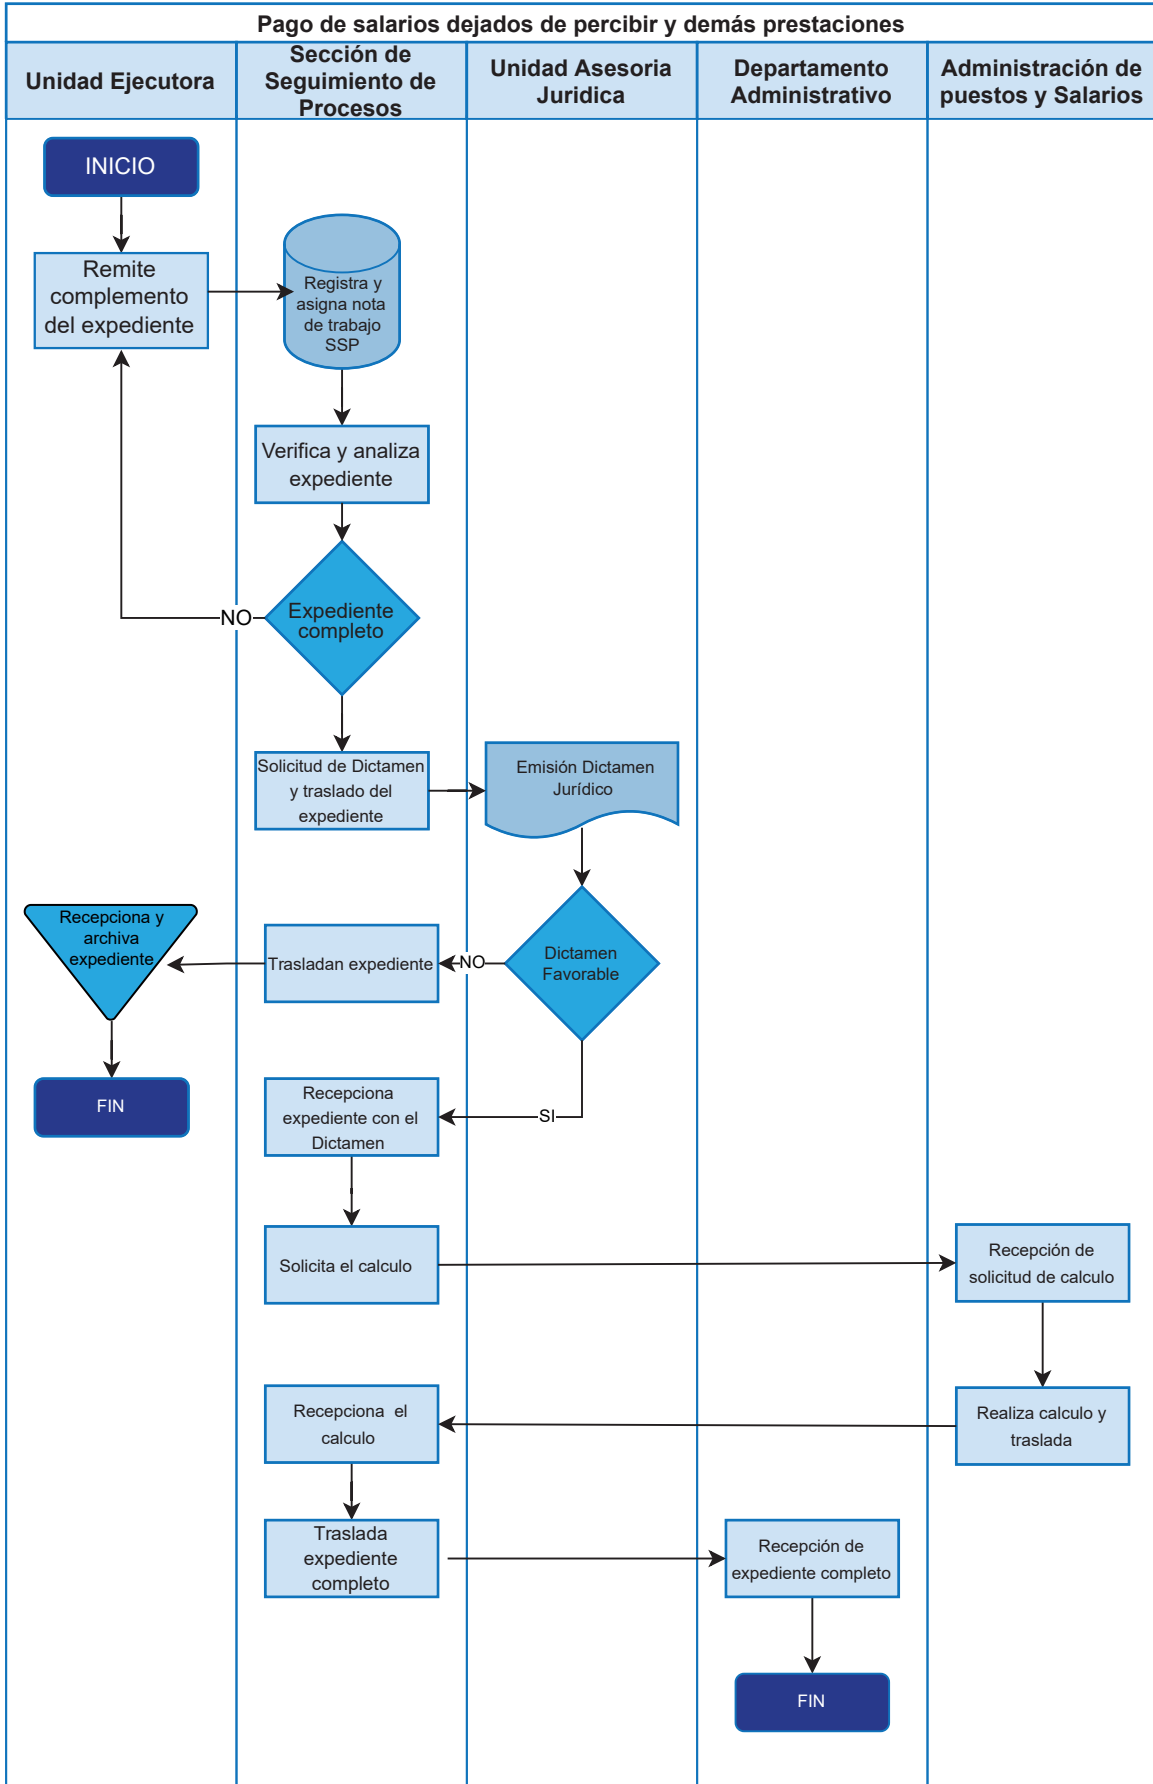 Pago de salarios dejados de percibir y demás prestaciones
Unidad Ejecutora
Sección de
Seguimiento de
Procesos
Unidad Asesoria
Juridica
Departamento
Administrativo
Administración de
puestos y Salarios
INICIO
Remite
complemento
del expediente
Registra y
asigna nota
de trabajo
SSP
Verifica y analiza
expediente
Expediente
completo
NO
Solicitud de Dictamen
y traslado del
expediente
Emisión Dictamen
Jurídico
Dictamen
Favorable
NO
Trasladan expediente
Recepciona y
archiva
expediente
FIN
SI
Recepciona
expediente con el
Dictamen
Solicita el calculo
Recepción de
solicitud de calculo
Realiza calculo y
traslada
Recepciona el
calculo
Traslada
expediente
completo
Recepción de
expediente completo
FIN